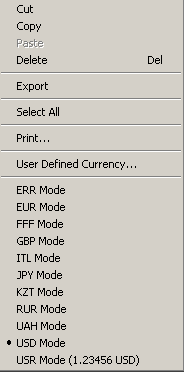 Cut
Copy
Paste
Delete Del
Export
Select All
Print...
User Defined Currency...
ERR Mode
EUR Mode
FFF Mode
GBP Mode
ITL Mode
JPY Mode
KZT Mode
RUR Mode
UAH Mode
• USD Mode
USR Mode (1.23456 USD)